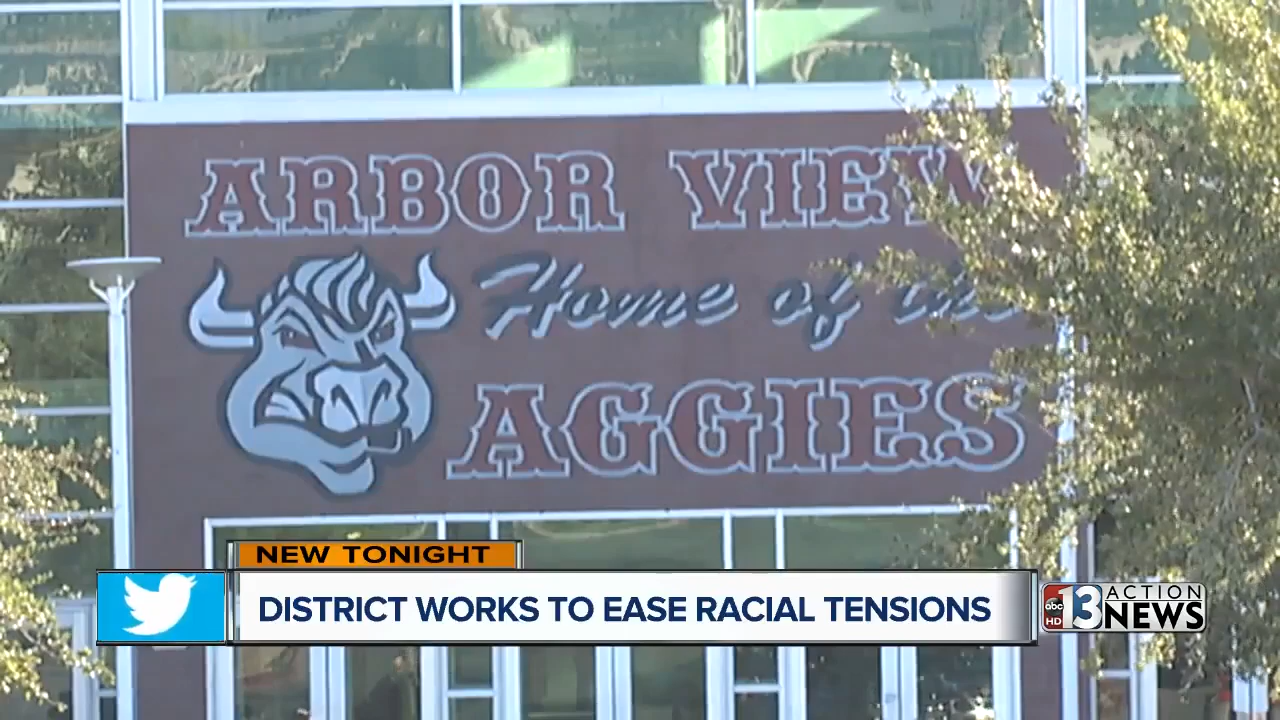 ARBOR VIEW
Home of the
AGGIES
NEW TONIGHT
DISTRICT WORKS TO EASE RACIAL TENSIONS
abc HD 13 ACTION NEWS